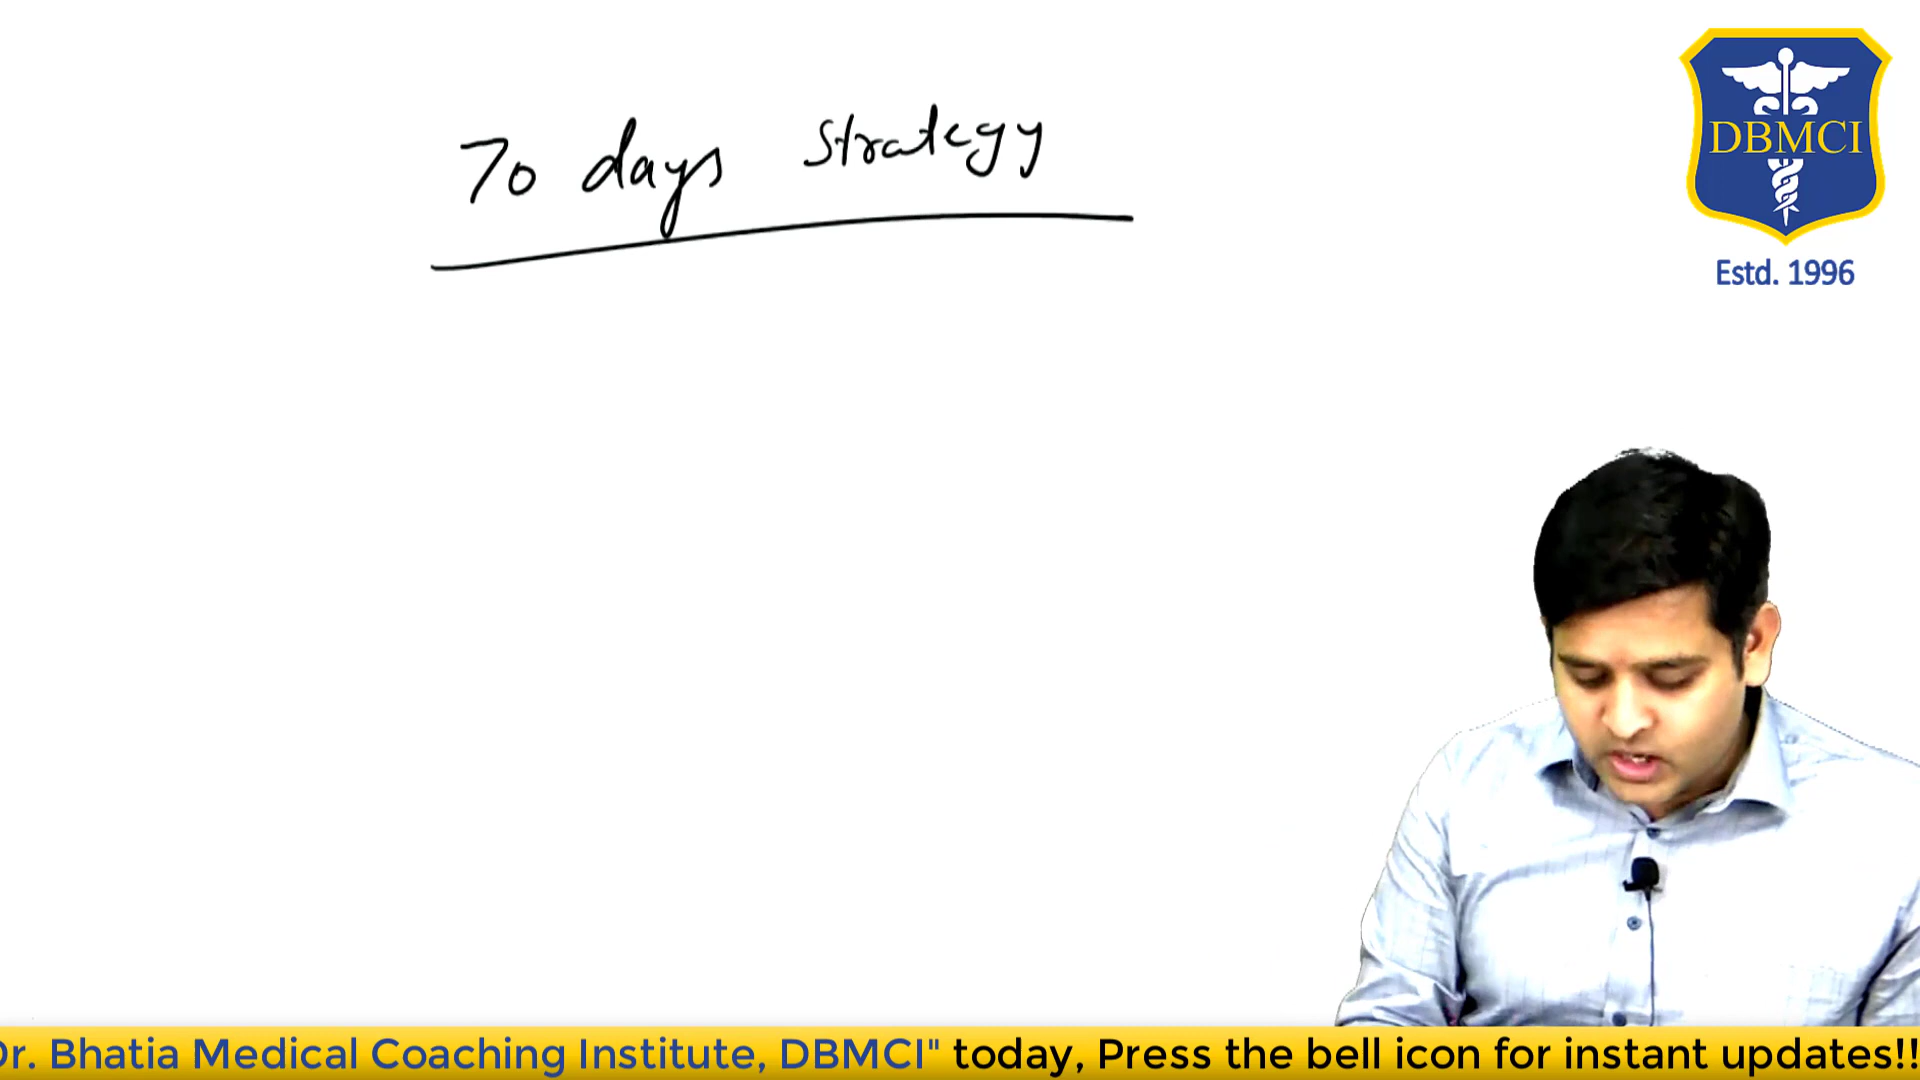 70 days strategy
DBMCI
Estd. 1996
Dr. Bhatia Medical Coaching Institute, DBMCI" today, Press the bell icon for instant updates!!